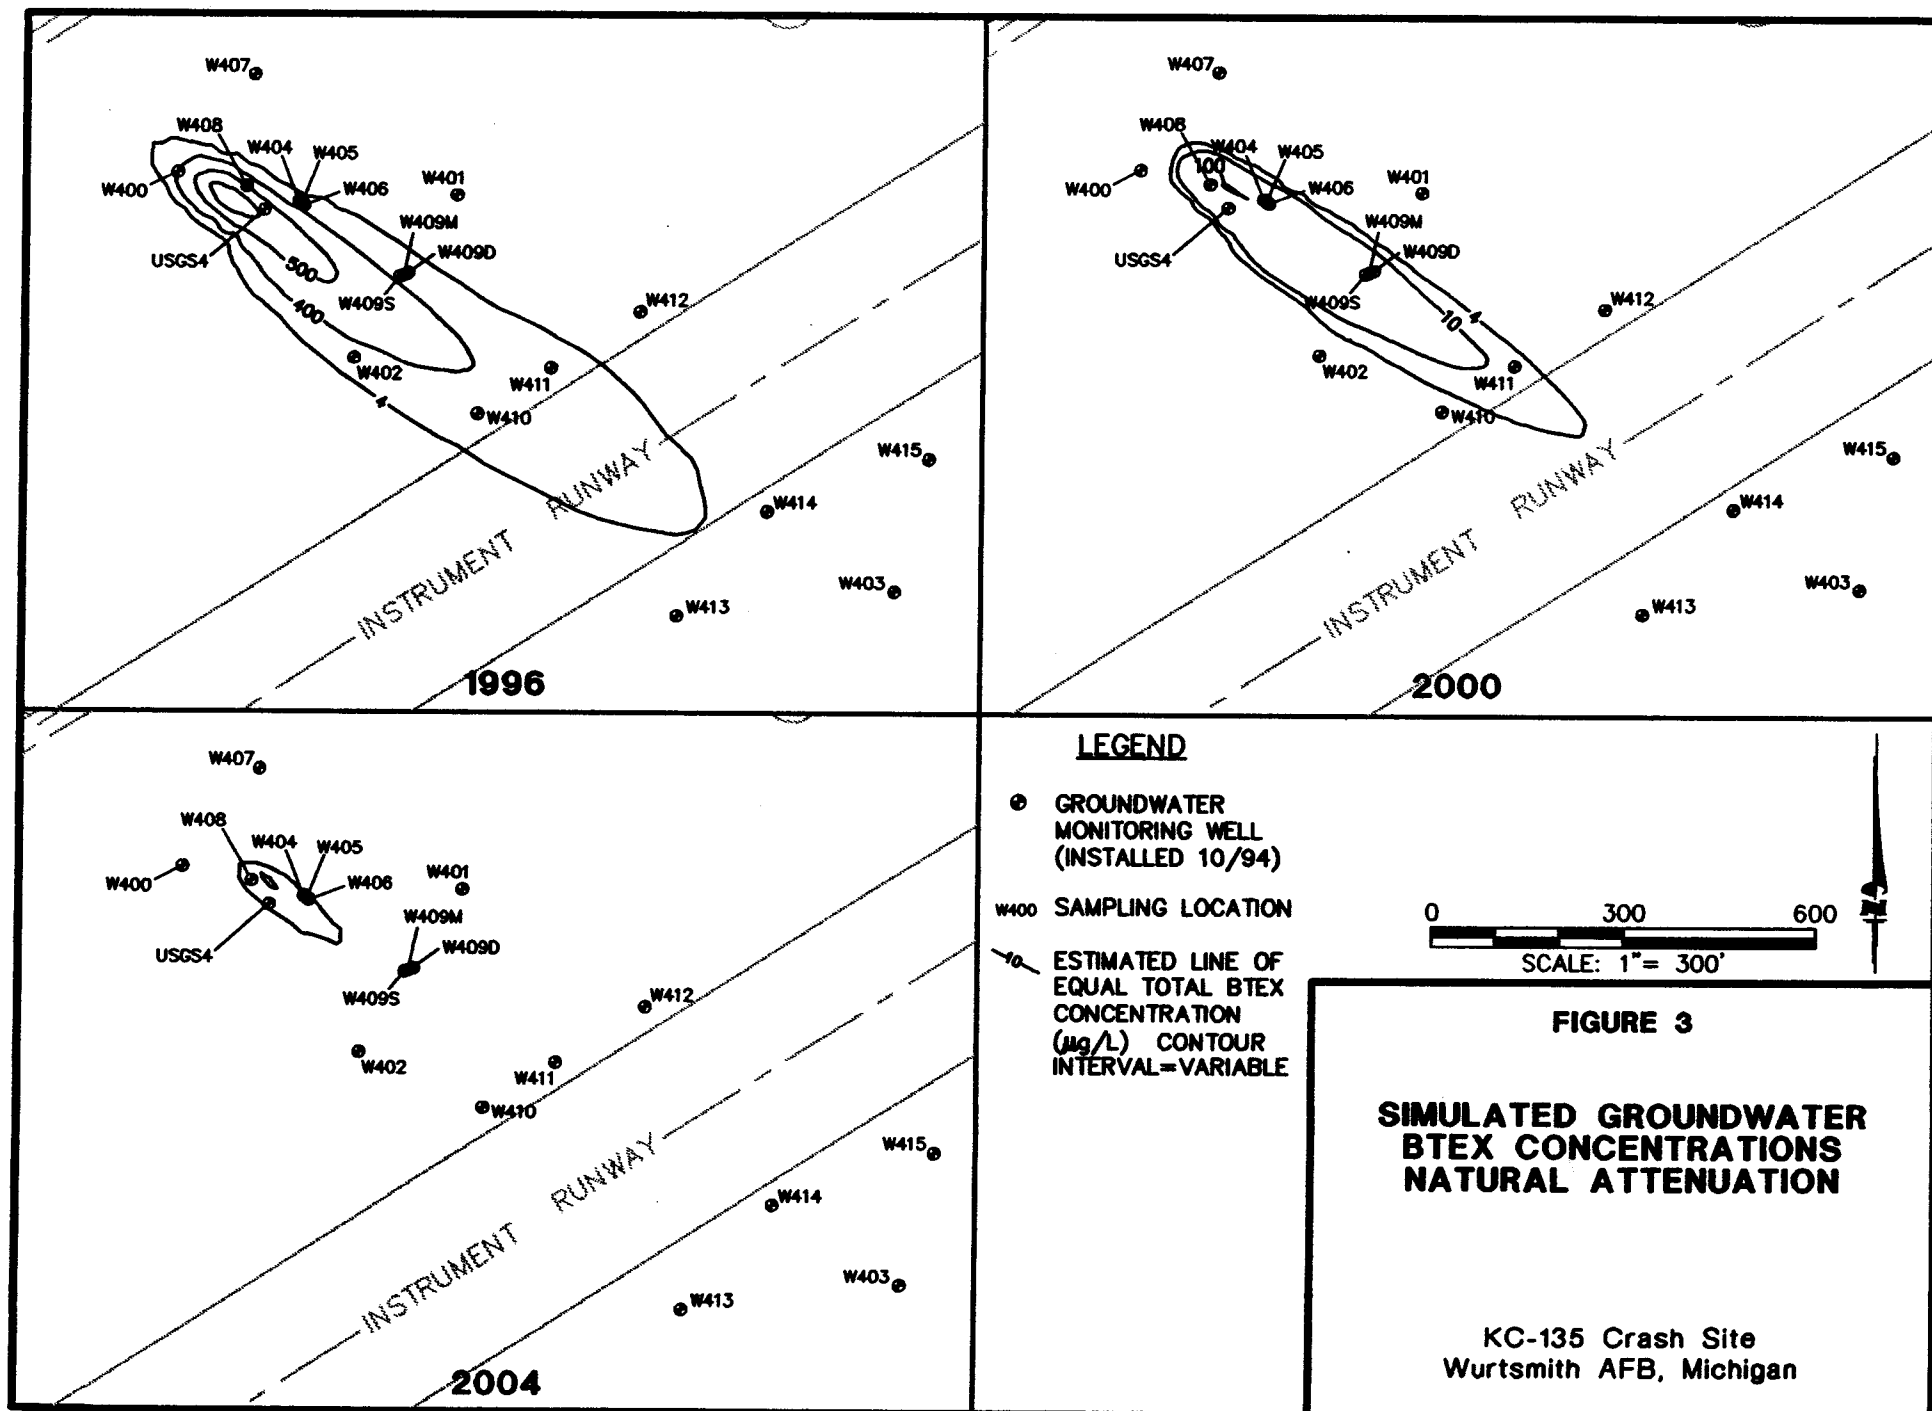 W407
W408
W404
W405
W400
W406
W401
W409M
W409D
USGS4
500
W409S
400
W412
W402
W411
4
W410
W415
W414
INSTRUMENT RUNWAY
W403
W413
1996
W407
W408
W404
W405
100
W400
W406
W401
W409M
W409D
USGS4
W409S
W412
10
4
W402
W411
W410
W415
W414
INSTRUMENT RUNWAY
W403
W413
2000
W407
W408
W404
W405
W400
W406
W401
W409M
W409D
USGS4
W409S
W412
W402
W411
W410
W415
W414
INSTRUMENT RUNWAY
W403
W413
2004
LEGEND
GROUNDWATER
MONITORING WELL
(INSTALLED 10/94)
W400 SAMPLING LOCATION
10 ESTIMATED LINE OF
EQUAL TOTAL BTEX
CONCENTRATION
(µg/L) CONTOUR
INTERVAL=VARIABLE
0 300 600
SCALE: 1"= 300'
FIGURE 3
SIMULATED GROUNDWATER
BTEX CONCENTRATIONS
NATURAL ATTENUATION
KC-135 Crash Site
Wurtsmith AFB, Michigan